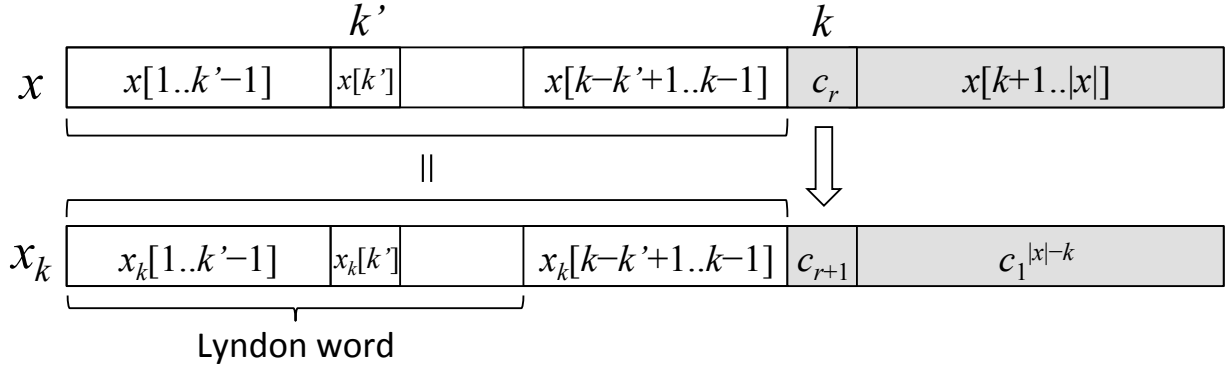 k’ k
x x[1..k’−1] x[k’] x[k−k’+1..k−1] c_r x[k+1..|x|]
=
x_k x_k[1..k’−1] x_k[k’] x_k[k−k’+1..k−1] c_{r+1} c_1^{|x|−k}
Lyndon word